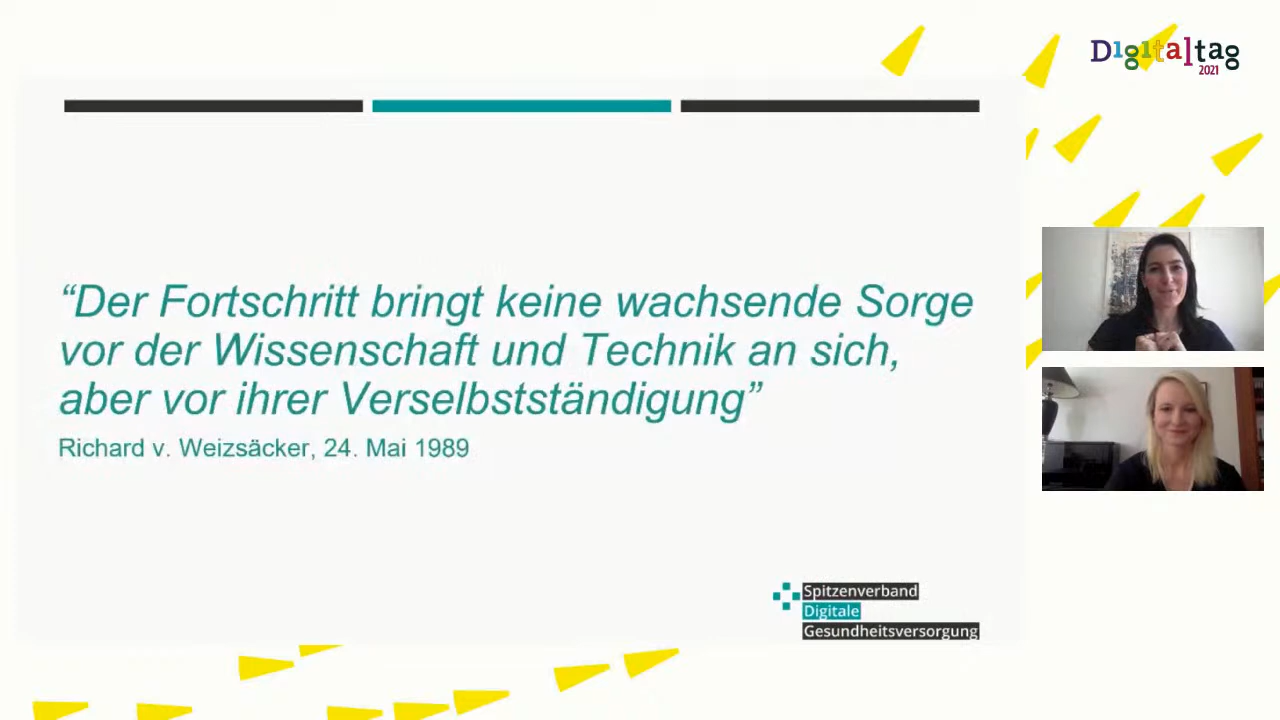 Digitaltag
2021
“Der Fortschritt bringt keine wachsende Sorge
vor der Wissenschaft und Technik an sich,
aber vor ihrer Verselbstständigung”
Richard v. Weizsäcker, 24. Mai 1989
Spitzenverband
Digitale
Gesundheitsversorgung